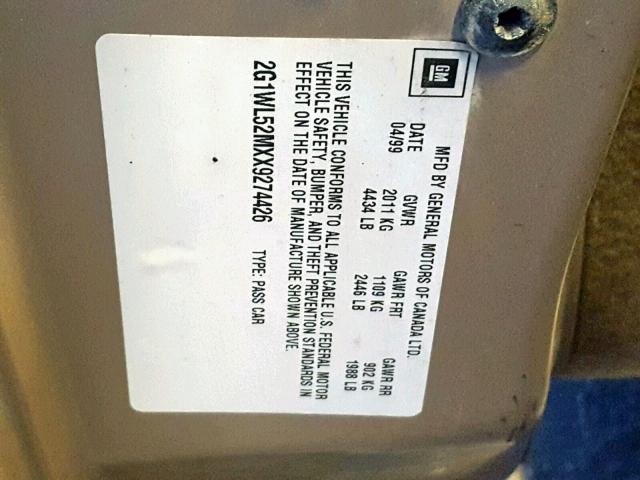 GM
MFD BY GENERAL MOTORS OF CANADA LTD.
DATE GVWR GAWR FRT GAWR RR
04/99 2011 KG 1109 KG 902 KG
4434 LB 2446 LB 1988 LB
THIS VEHICLE CONFORMS TO ALL APPLICABLE U.S. FEDERAL MOTOR
VEHICLE SAFETY, BUMPER, AND THEFT PREVENTION STANDARDS IN
EFFECT ON THE DATE OF MANUFACTURE SHOWN ABOVE.
2G1WL52MXX9274426 TYPE: PASS CAR